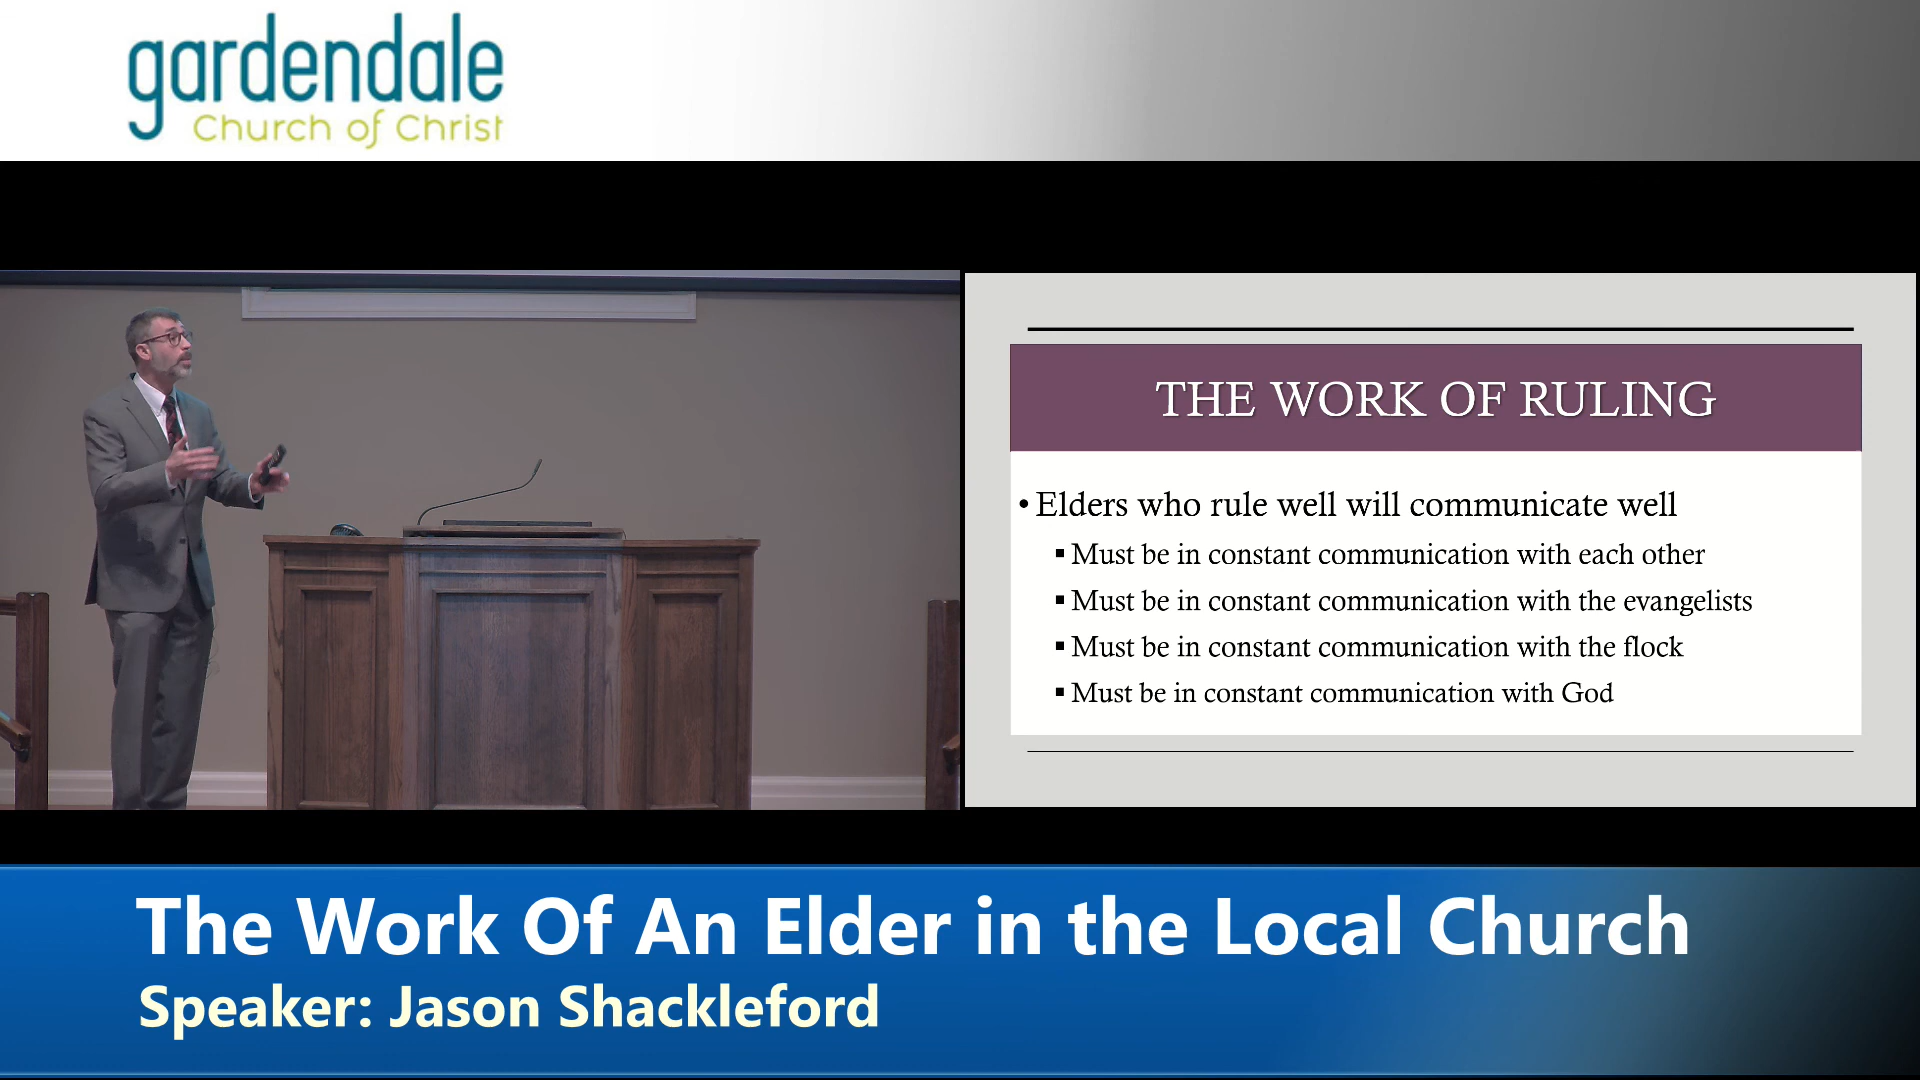 gardendale
Church of Christ
THE WORK OF RULING
• Elders who rule well will communicate well
▪ Must be in constant communication with each other
▪ Must be in constant communication with the evangelists
▪ Must be in constant communication with the flock
▪ Must be in constant communication with God
The Work Of An Elder in the Local Church
Speaker: Jason Shackleford